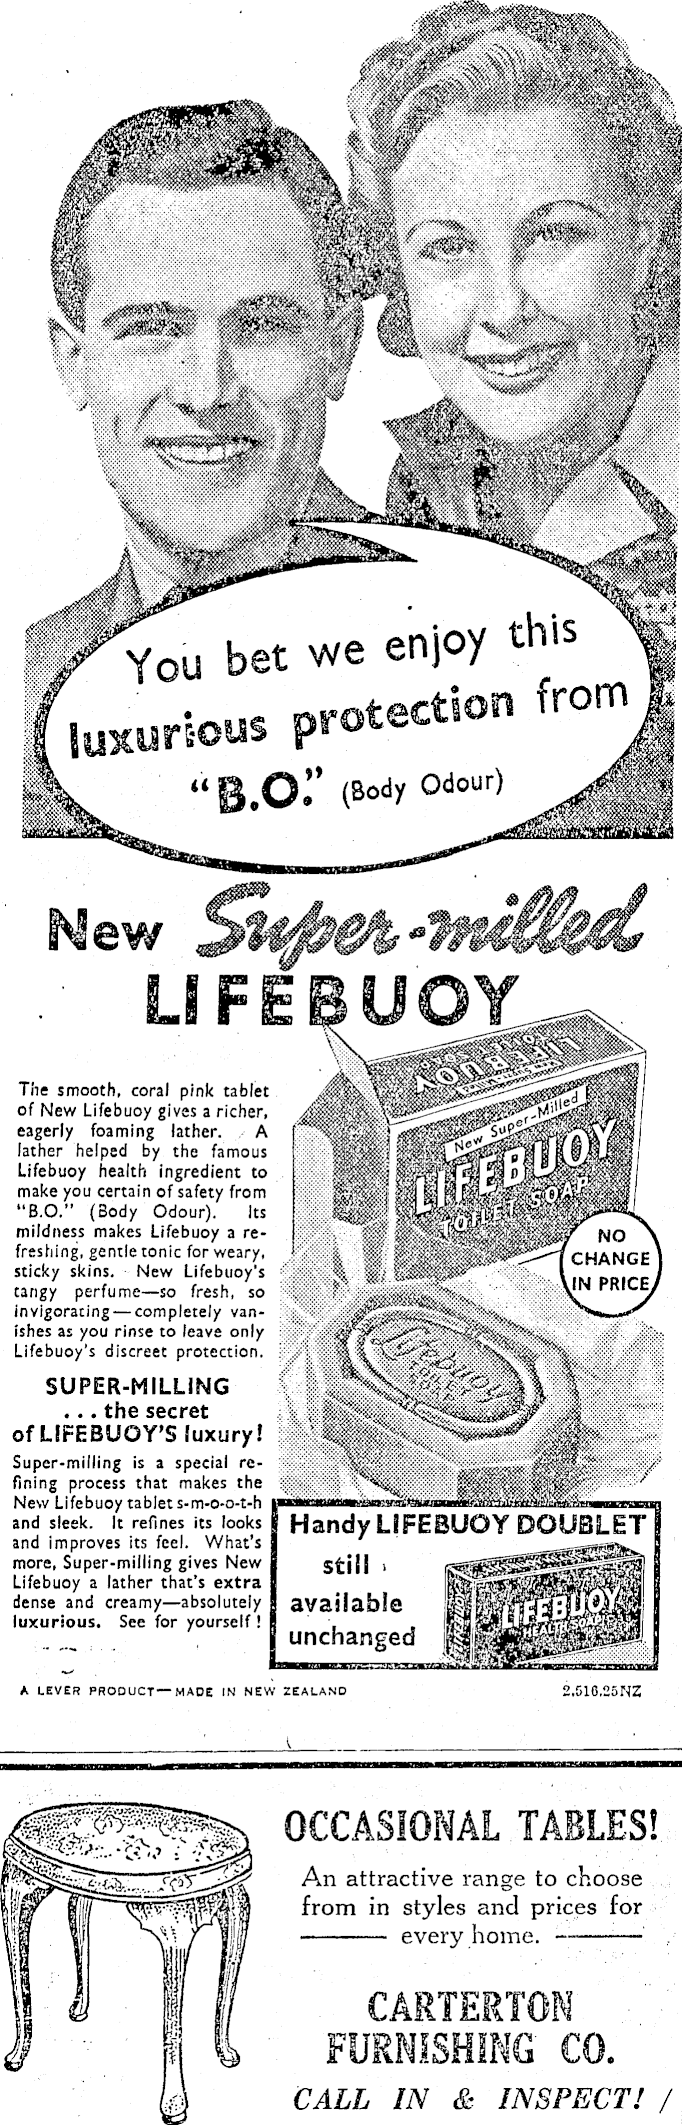 You bet we enjoy this
luxurious protection from
"B.O." (Body Odour)
New Super-milled
LIFEBUOY
The smooth, coral pink tablet
of New Lifebuoy gives a richer,
eagerly foaming lather. A
lather helped by the famous
Lifebuoy health ingredient to
make you certain of safety from
"B.O." (Body Odour). Its
mildness makes Lifebuoy a re-
freshing, gentle tonic for weary,
sticky skins. New Lifebuoy's
tangy perfume—so fresh, so
invigorating—completely van-
ishes as you rinse to leave only
Lifebuoy's discreet protection.
SUPER-MILLING
... the secret
of LIFEBUOY'S luxury!
Super-milling is a special re-
fining process that makes the
New Lifebuoy tablet s-m-o-o-t-h
and sleek. It refines its looks
and improves its feel. What's
more, Super-milling gives New
Lifebuoy a lather that's extra
dense and creamy—absolutely
luxurious. See for yourself!
LIFEBUOY
New Super-Milled
LIFEBUOY
TOILET SOAP
NO
CHANGE
IN PRICE
Lifebuoy
Handy LIFEBUOY DOUBLET
still
available
unchanged
LIFEBUOY
LIFEBUOY
HEALTH SOAP
A LEVER PRODUCT—MADE IN NEW ZEALAND
2,516.25NZ
OCCASIONAL TABLES!
An attractive range to choose
from in styles and prices for
every home.
CARTERTON
FURNISHING CO.
CALL IN & INSPECT!